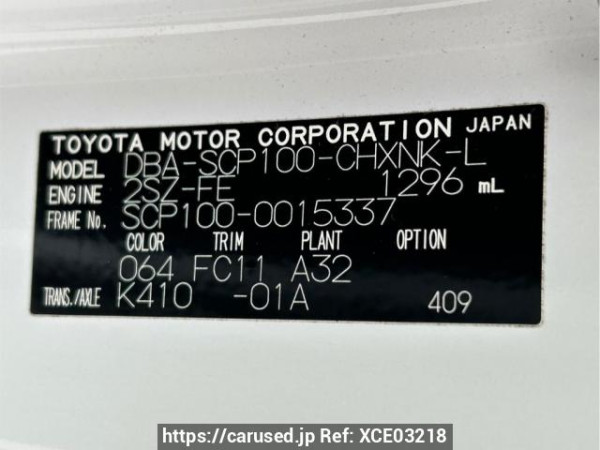 TOYOTA MOTOR CORPORATION JAPAN
MODEL DBA-SCP100-CHXNK-L
ENGINE 2SZ-FE 1296 mL
FRAME No. SCP100-0015337
COLOR TRIM PLANT OPTION
064 FC11 A32
TRANS./AXLE K410 -01A 409
https://carused.jp Ref: XCE03218